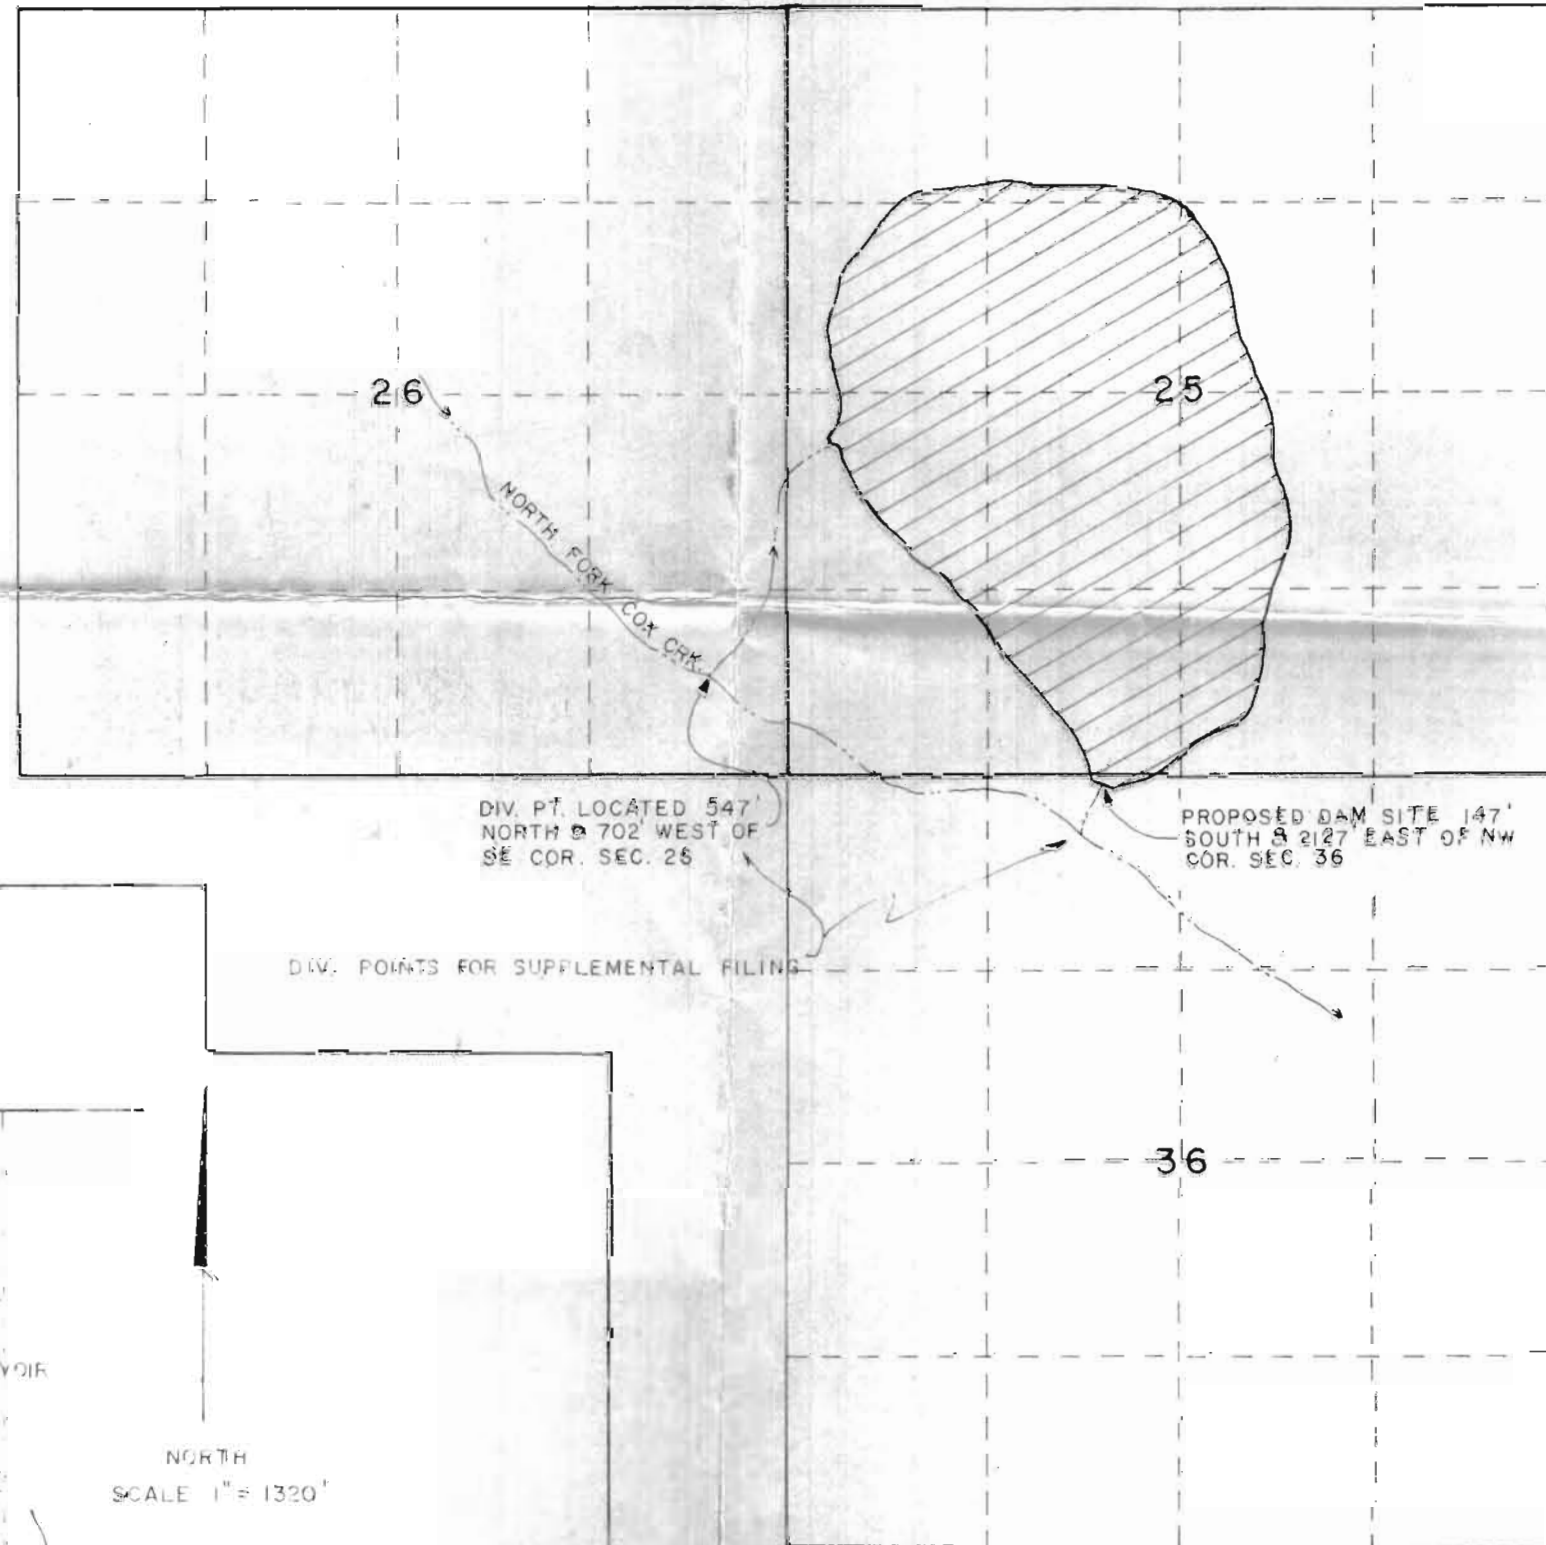 26
25
NORTH FORK COX CRK.
DIV. PT. LOCATED 547'
NORTH & 702' WEST OF
SE COR. SEC. 26
PROPOSED DAM SITE 147'
SOUTH & 2127' EAST OF NW
COR. SEC. 36
DIV. POINTS FOR SUPPLEMENTAL FILING
36
VOIR
NORTH
SCALE 1" = 1320'